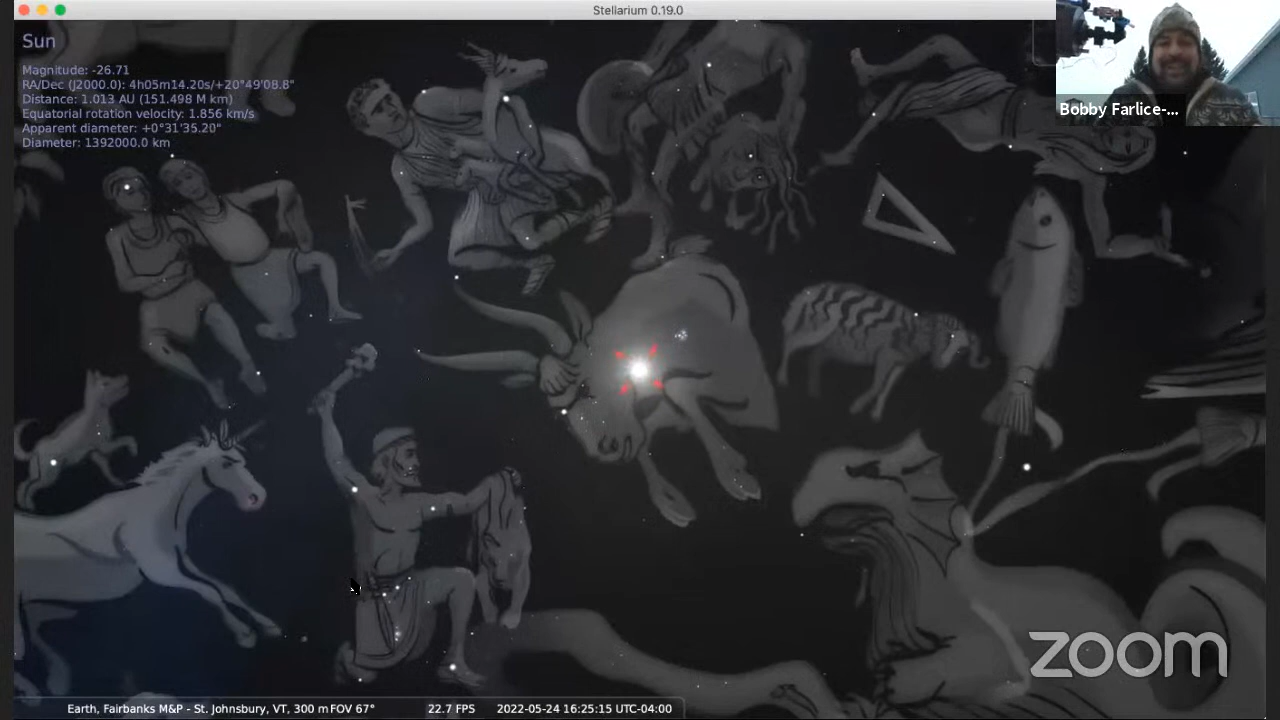 Stellarium 0.19.0
Sun
Magnitude: -26.71
RA/Dec (J2000.0): 4h05m14.20s/+20°49'08.8"
Distance: 1.013 AU (151.498 M km)
Equatorial rotation velocity: 1.856 km/s
Apparent diameter: +0°31'35.20"
Diameter: 1392000.0 km
Bobby Farlice-...
zoom
Earth, Fairbanks M&P - St. Johnsbury, VT, 300 m FOV 67° 22.7 FPS 2022-05-24 16:25:15 UTC-04:00